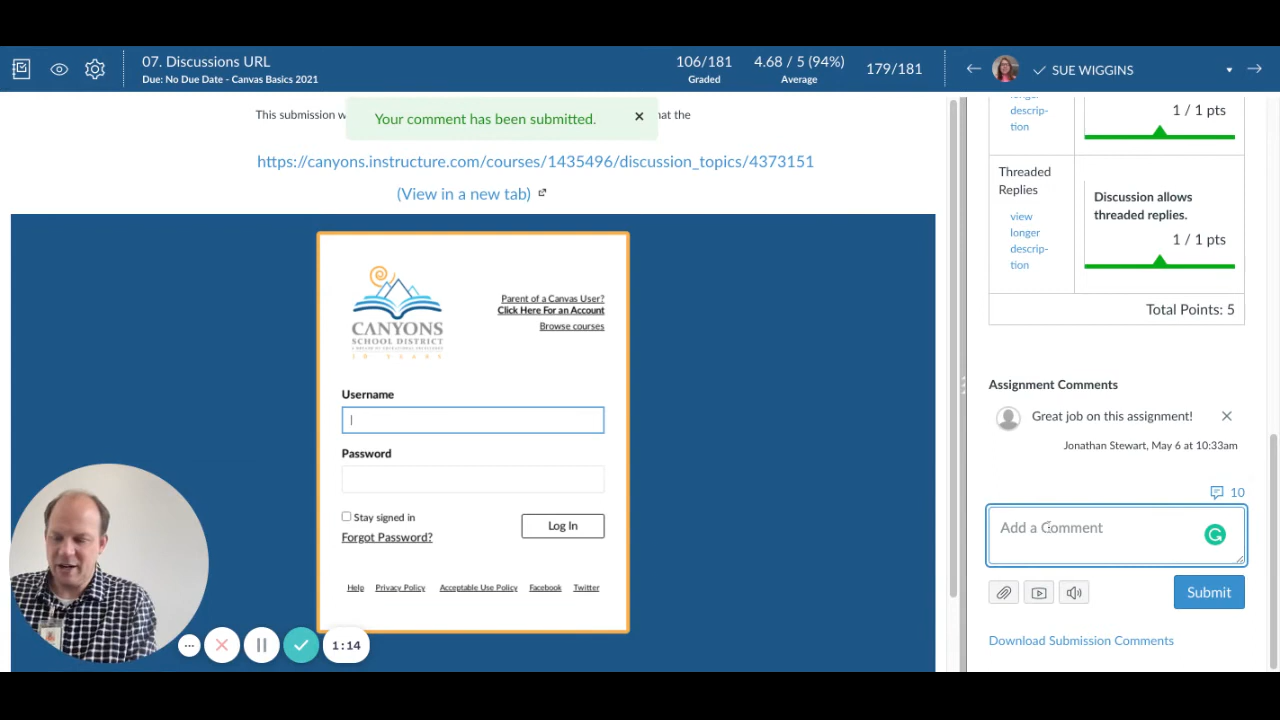 07. Discussions URL
Due: No Due Date - Canvas Basics 2021
106/181
Graded
4.68 / 5 (94%)
Average
179/181
SUE WIGGINS
This submission w
hat the
Your comment has been submitted.
https://canyons.instructure.com/courses/1435496/discussion_topics/4373151
(View in a new tab)
CANYONS
SCHOOL DISTRICT
Parent of a Canvas User?
Click Here For an Account
Browse courses
Username
Password
Stay signed in
Forgot Password?
Log In
Help Privacy Policy Acceptable Use Policy Facebook Twitter
1:14
longer
descrip-
tion
1 / 1 pts
Threaded
Replies
view
longer
descrip-
tion
Discussion allows
threaded replies.
1 / 1 pts
Total Points: 5
Assignment Comments
Great job on this assignment!
Jonathan Stewart, May 6 at 10:33am
10
Add a Comment
Submit
Download Submission Comments